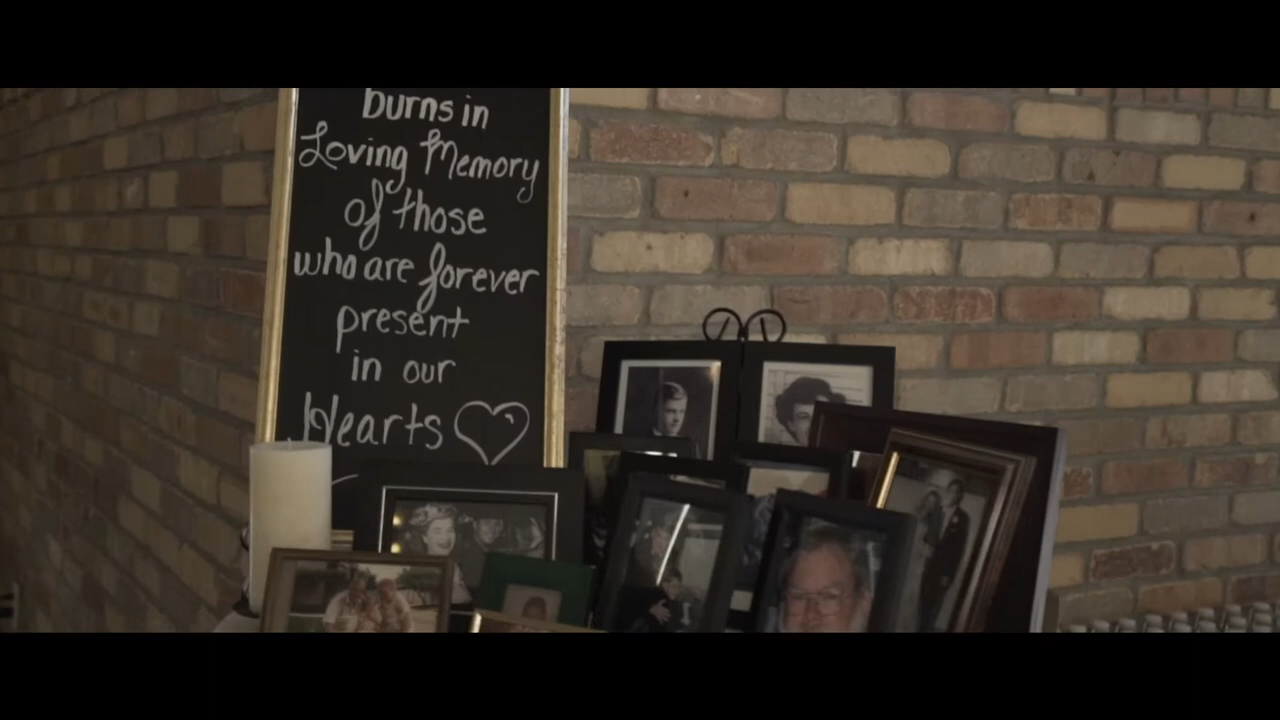 burns in
Loving Memory
of those
who are forever
present
in our
Hearts